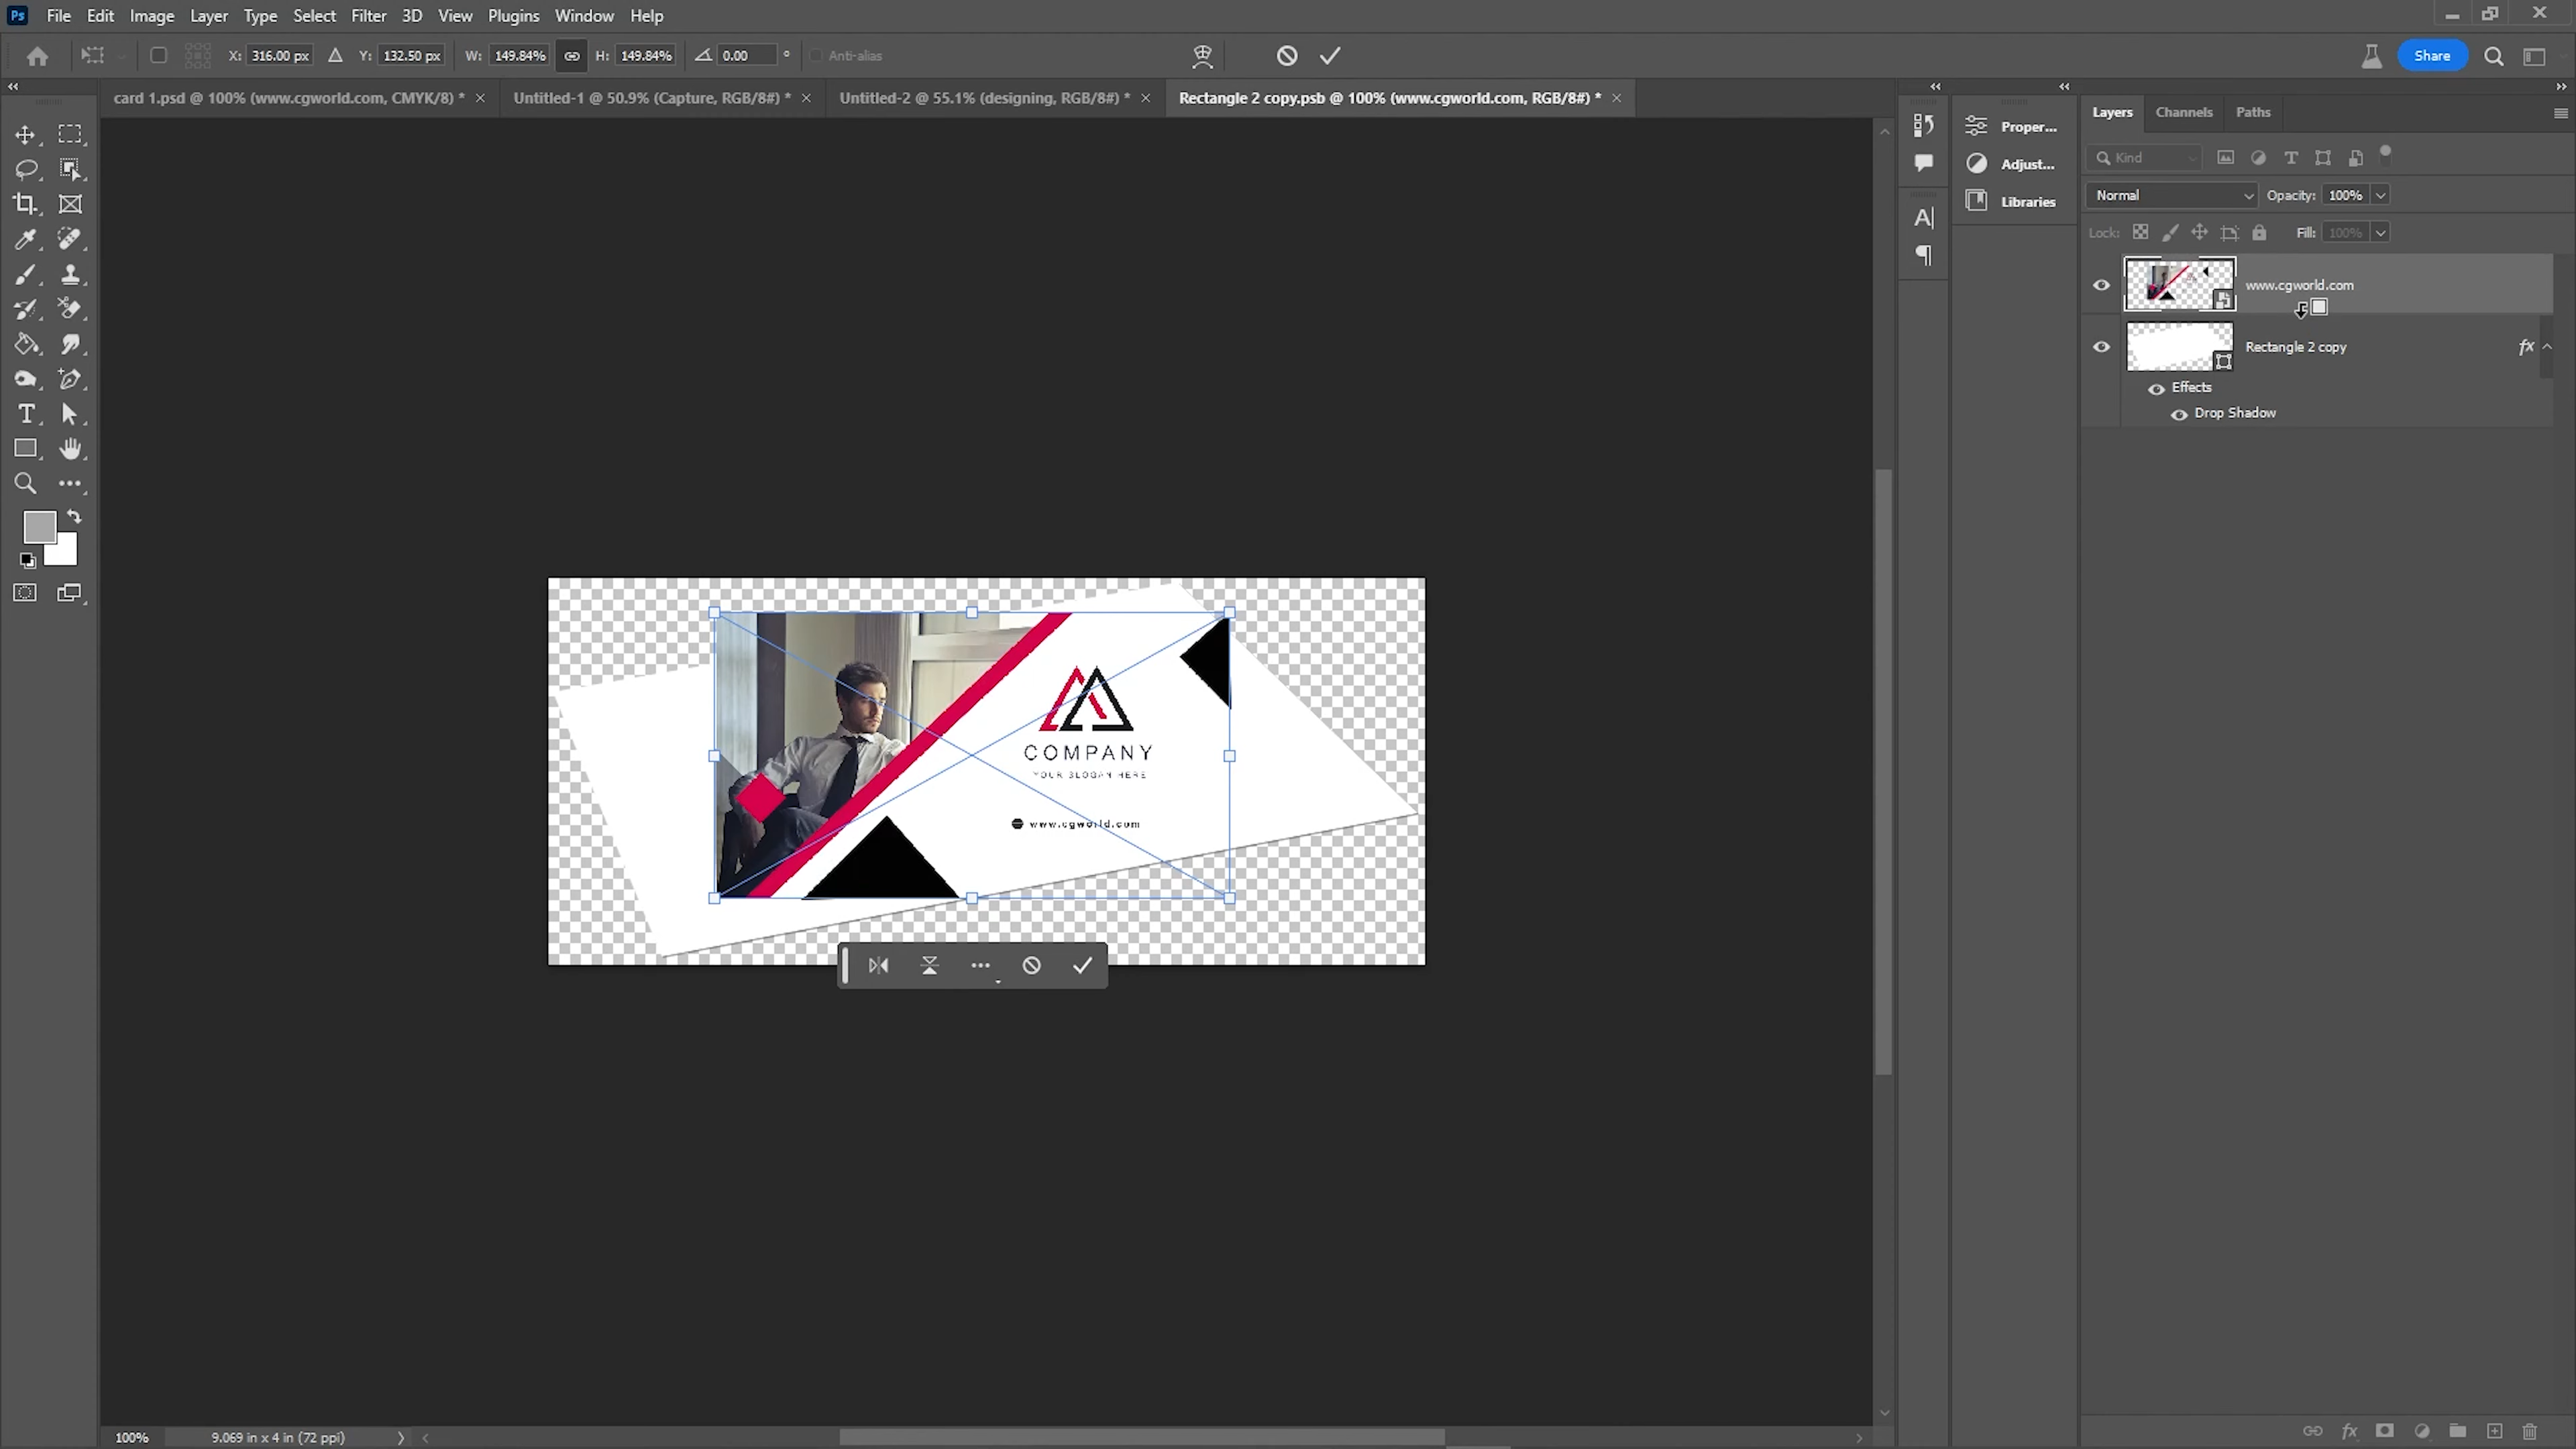 Ps File Edit Image Layer Type Select Filter 3D View Plugins Window Help
X: 316.00 px Y: 132.50 px W: 149.84% H: 149.84% 0.00 ° Anti-alias Share
card 1.psd @ 100% (www.cgworld.com, CMYK/8) * Untitled-1 @ 50.9% (Capture, RGB/8#) * Untitled-2 @ 55.1% (designing, RGB/8#) * Rectangle 2 copy.psb @ 100% (www.cgworld.com, RGB/8#) *
Proper...
Adjust...
Libraries
Layers Channels Paths
Kind
Normal Opacity: 100%
Lock: Fill: 100%
www.cgworld.com
Rectangle 2 copy fx
Effects
Drop Shadow
COMPANY
YOUR SLOGAN HERE
www.cgworld.com
100% 9.069 in x 4 in (72 ppi)
fx